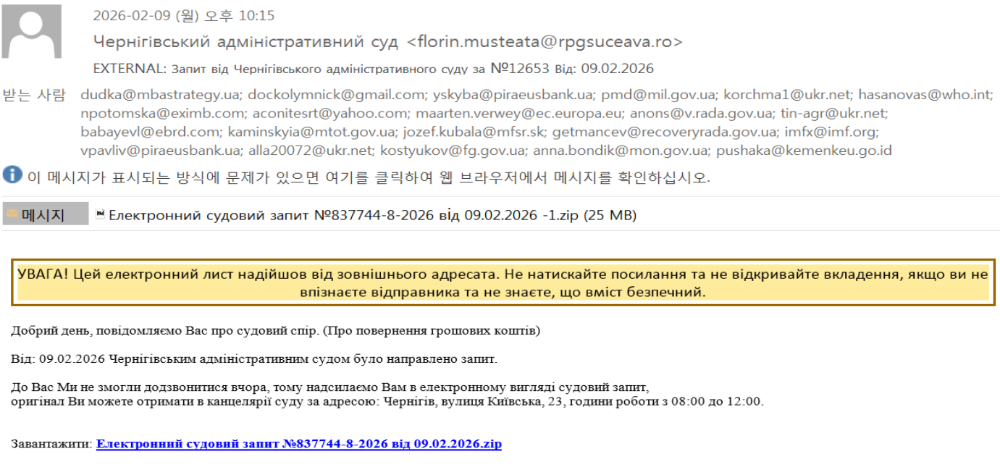 2026-02-09 (월) 오후 10:15
Чернігівський адміністративний суд <florin.musteata@rpgsuceava.ro>
EXTERNAL: Запит від Чернігівського адміністративного суду за №12653 Від: 09.02.2026
받는 사람 dudka@mbastrategy.ua; dockolymnick@gmail.com; yskyba@piraeusbank.ua; pmd@mil.gov.ua; korchma1@ukr.net; hasanovas@who.int;
npotomska@eximb.com; aconitesrt@yahoo.com; maarten.verwey@ec.europa.eu; anons@v.rada.gov.ua; tin-agr@ukr.net;
babayevl@ebrd.com; kaminskyia@mtot.gov.ua; jozef.kubala@mfsr.sk; getmancev@recoveryrada.gov.ua; imfx@imf.org;
vpavliv@piraeusbank.ua; alla20072@ukr.net; kostyukov@fg.gov.ua; anna.bondik@mon.gov.ua; pushaka@kemenkeu.go.id
이 메시지가 표시되는 방식에 문제가 있으면 여기를 클릭하여 웹 브라우저에서 메시지를 확인하십시오.
메시지 Електронний судовий запит №837744-8-2026 від 09.02.2026 -1.zip (25 MB)
УВАГА! Цей електронний лист надійшов від зовнішнього адресата. Не натискайте посилання та не відкривайте вкладення, якщо ви не
впізнаєте відправника та не знаєте, що вміст безпечний.
Добрий день, повідомляємо Вас про судовий спір. (Про повернення грошових коштів)
Від: 09.02.2026 Чернігівським адміністративним судом було направлено запит.
До Вас Ми не змогли додзвонитися вчора, тому надсилаємо Вам в електронному вигляді судовий запит,
оригінал Ви можете отримати в канцелярії суду за адресою: Чернігів, вулиця Київська, 23, години роботи з 08:00 до 12:00.
Завантажити: Електронний судовий запит №837744-8-2026 від 09.02.2026.zip